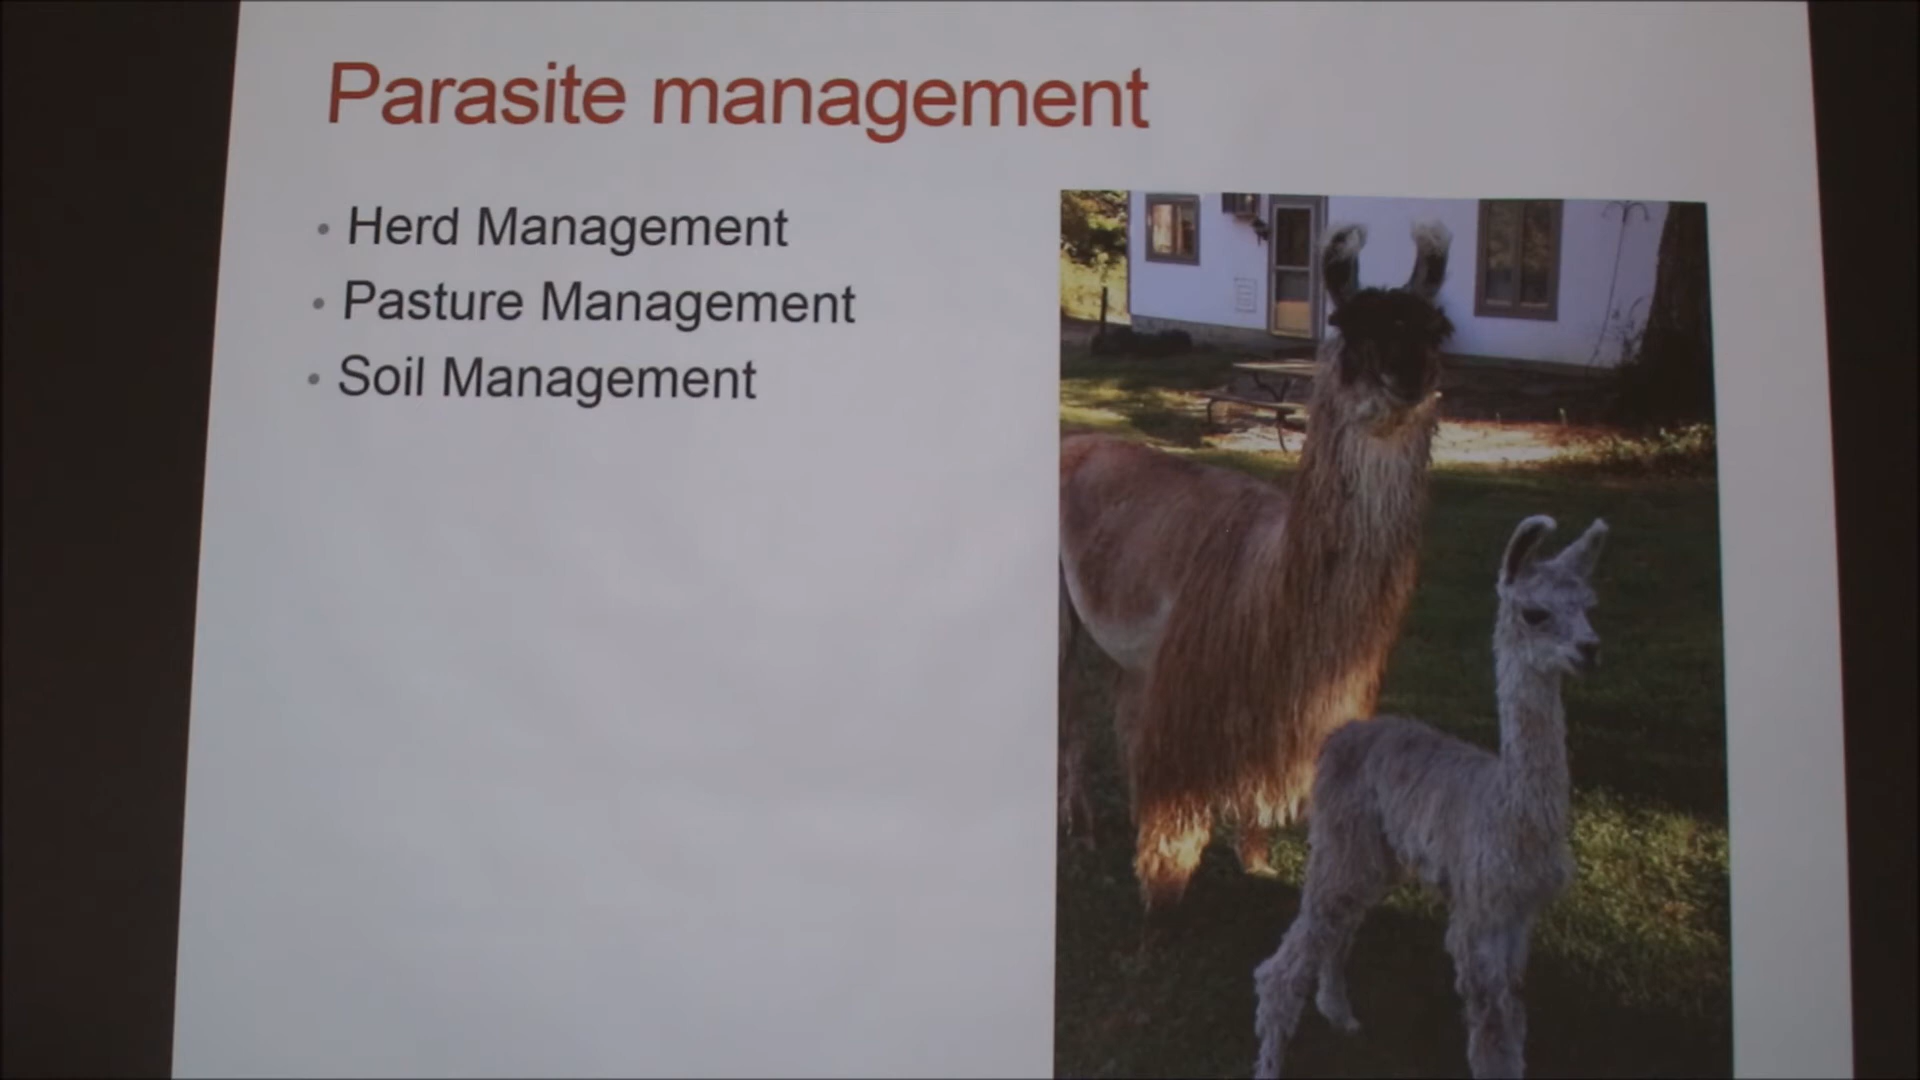 Parasite management
• Herd Management
• Pasture Management
• Soil Management